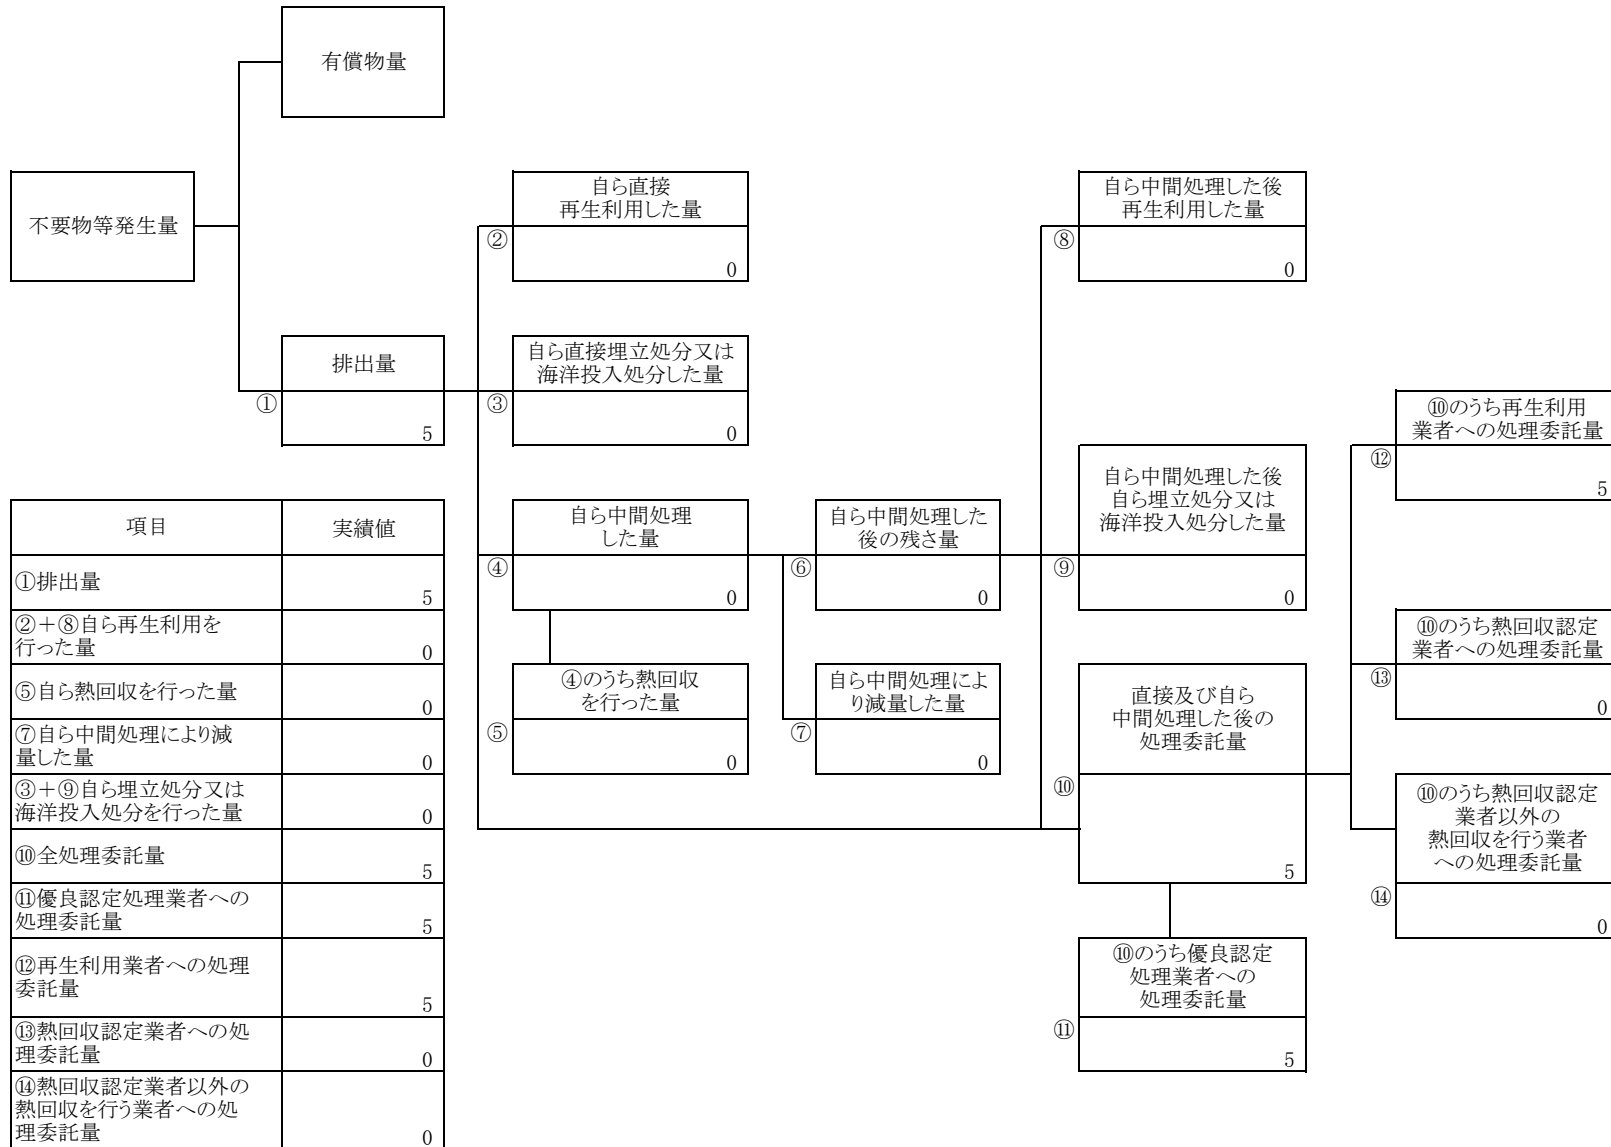 有償物量
不要物等発生量
自ら直接
再生利用した量
②
0
自ら中間処理した後
再生利用した量
⑧
0
排出量
①
5
自ら直接埋立処分又は
海洋投入処分した量
③
0
⑩のうち再生利用
業者への処理委託量
⑫
5
自ら中間処理
した量
④
0
自ら中間処理した
後の残さ量
⑥
0
自ら中間処理した後
自ら埋立処分又は
海洋投入処分した量
⑨
0
⑩のうち熱回収認定
業者への処理委託量
⑬
0
④のうち熱回収
を行った量
⑤
0
自ら中間処理によ
り減量した量
⑦
0
直接及び自ら
中間処理した後の
処理委託量
⑩
5
⑩のうち熱回収認定
業者以外の
熱回収を行う業者
への処理委託量
⑭
0
⑩のうち優良認定
処理業者への
処理委託量
⑪
5
項目 実績値
①排出量
5
②＋⑧自ら再生利用を
行った量
0
⑤自ら熱回収を行った量
0
⑦自ら中間処理により減
量した量
0
③＋⑨自ら埋立処分又は
海洋投入処分を行った量
0
⑩全処理委託量
5
⑪優良認定処理業者への
処理委託量
5
⑫再生利用業者への処理
委託量
5
⑬熱回収認定業者への処
理委託量
0
⑭熱回収認定業者以外の
熱回収を行う業者への処
理委託量
0